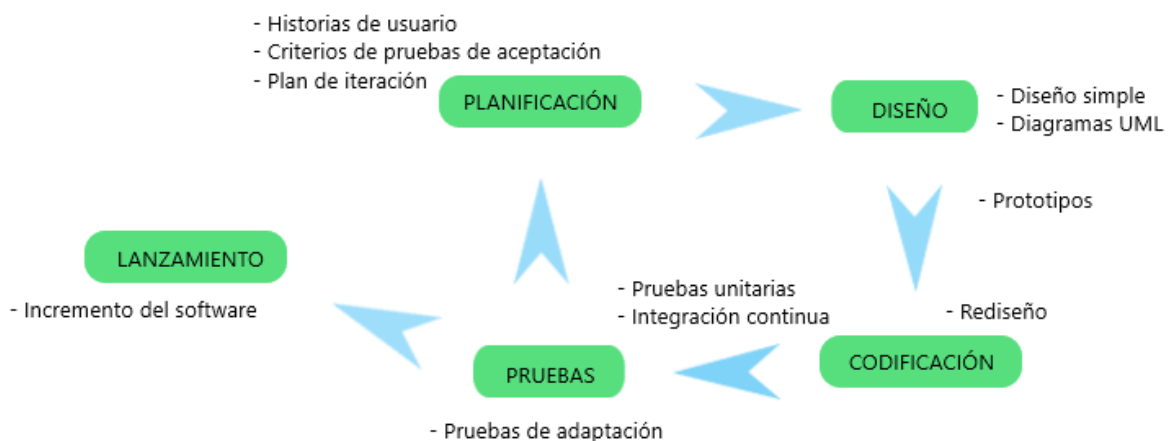 - Historias de usuario
- Criterios de pruebas de aceptación
- Plan de iteración
PLANIFICACIÓN
DISEÑO
- Diseño simple
- Diagramas UML
- Prototipos
- Rediseño
CODIFICACIÓN
- Pruebas unitarias
- Integración continua
PRUEBAS
- Pruebas de adaptación
LANZAMIENTO
- Incremento del software